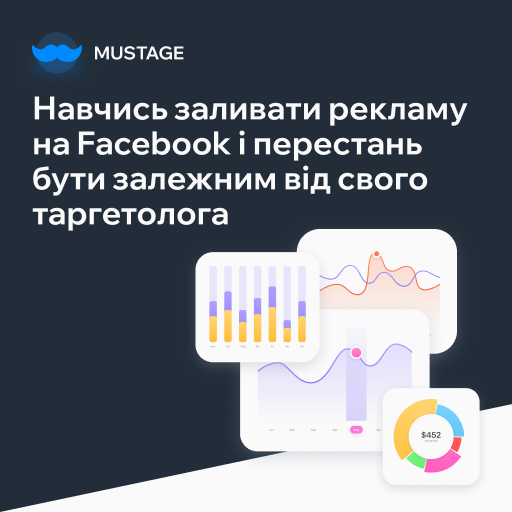 MUSTAGE
Навчись заливати рекламу
на Facebook і перестань
бути залежним від свого
таргетолога
$452